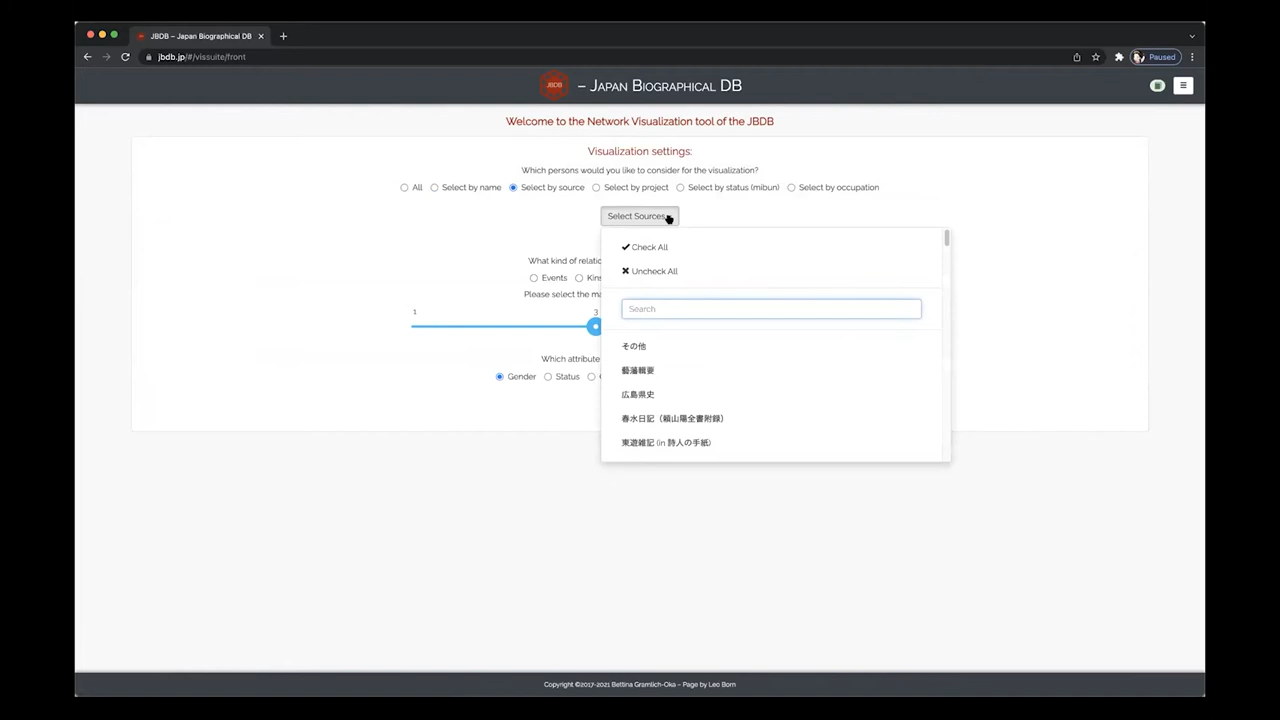 JBDB – Japan Biographical DB
jbdb.jp/#/vissuite/front
Paused
JBDB
– JAPAN BIOGRAPHICAL DB
Welcome to the Network Visualization tool of the JBDB
Visualization settings:
Which persons would you like to consider for the visualization?
All Select by name Select by source Select by project Select by status (mibun) Select by occupation
Select Sources
Check All
What kind of relatio
Uncheck All
Events Kins
Please select the ma
1 3
Search
その他
Which attribute
藝藩輯要
Gender Status
広島県史
春水日記（頼山陽全書附録）
東遊雑記 (in 詩人の手紙)
Copyright ©2017-2021 Bettina Gramlich-Oka – Page by Leo Born